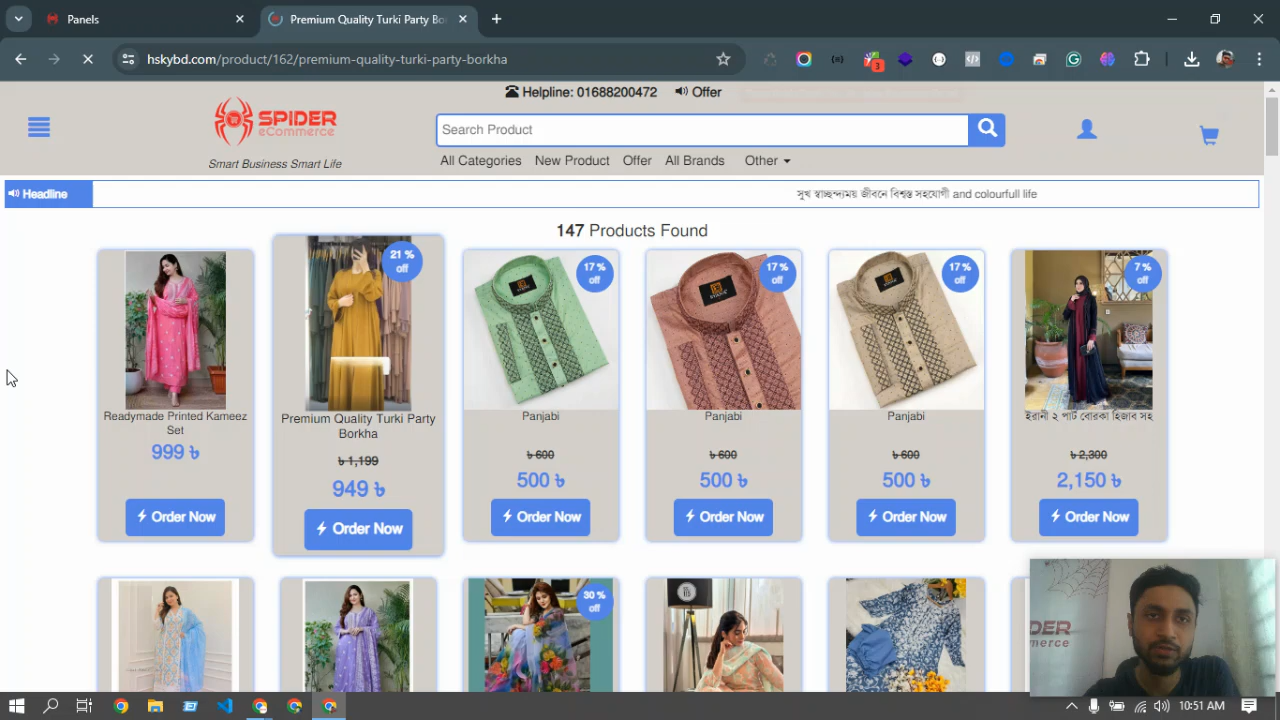 Panels
Premium Quality Turki Party Bo
hskybd.com/product/162/premium-quality-turki-party-borkha
3
Helpline: 01688200472 Offer
SPIDER
eCommerce
Smart Business Smart Life
Search Product
All Categories New Product Offer All Brands Other
Headline
সুখ স্বাচ্ছন্দ্যময় জীবনে বিশ্বস্ত সহযোগী and colourfull life
147 Products Found
21 %
off
17 %
off
17 %
off
17 %
off
7 %
off
Readymade Printed Kameez
Set
999 ৳
Order Now
Premium Quality Turki Party
Borkha
৳ 1,199
949 ৳
Order Now
Panjabi
৳ 600
500 ৳
Order Now
Panjabi
৳ 600
500 ৳
Order Now
Panjabi
৳ 600
500 ৳
Order Now
ইরানী ২ পার্ট বোরকা হিজাব সহ
৳ 2,300
2,150 ৳
Order Now
30 %
off
DER
merce
10:51 AM